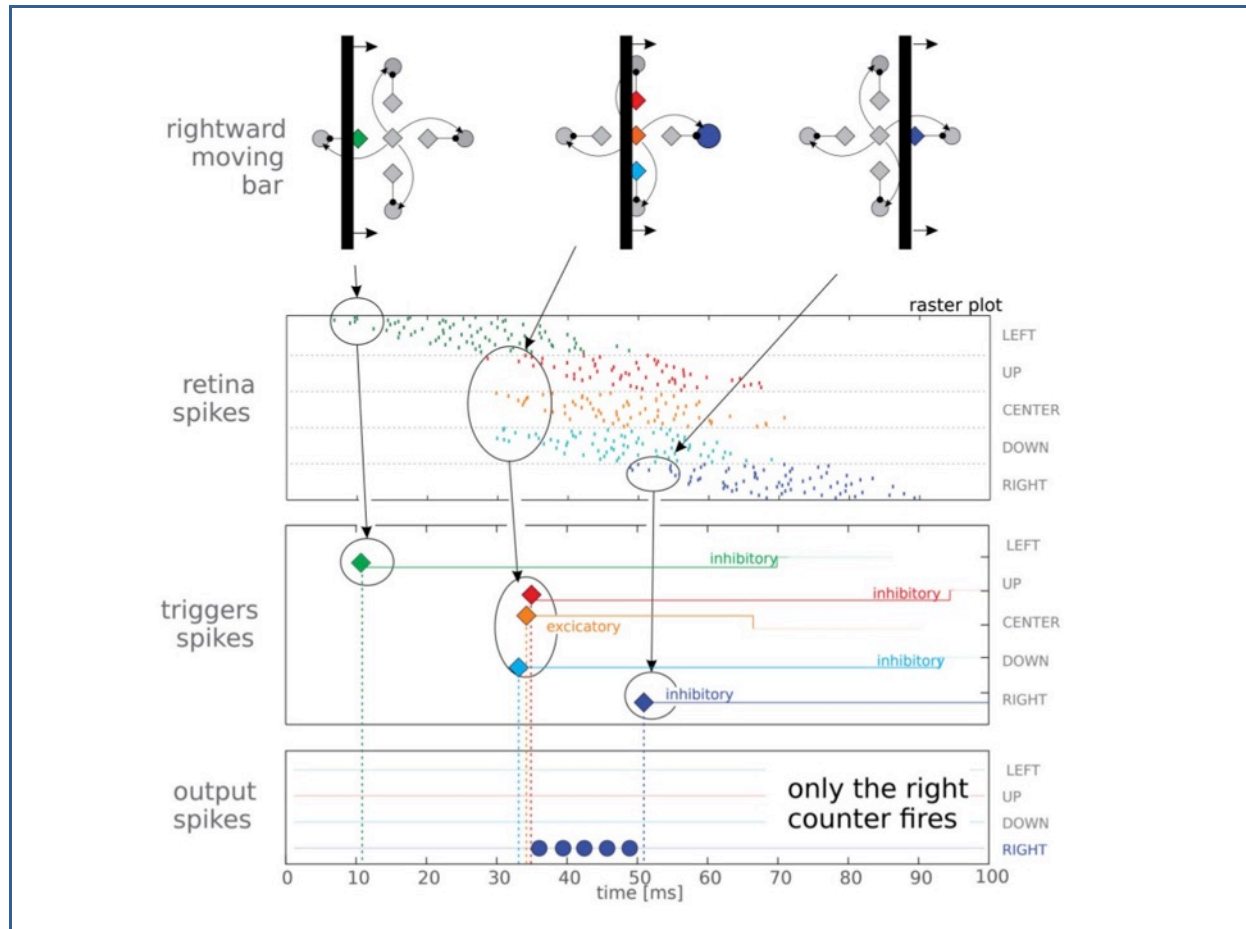 rightward
moving
bar
raster plot
retina
spikes
LEFT
UP
CENTER
DOWN
RIGHT
triggers
spikes
inhibitory
inhibitory
excicatory
inhibitory
inhibitory
LEFT
UP
CENTER
DOWN
RIGHT
output
spikes
only the right
counter fires
LEFT
UP
DOWN
RIGHT
0 10 20 30 40 50 60 70 80 90 100
time [ms]